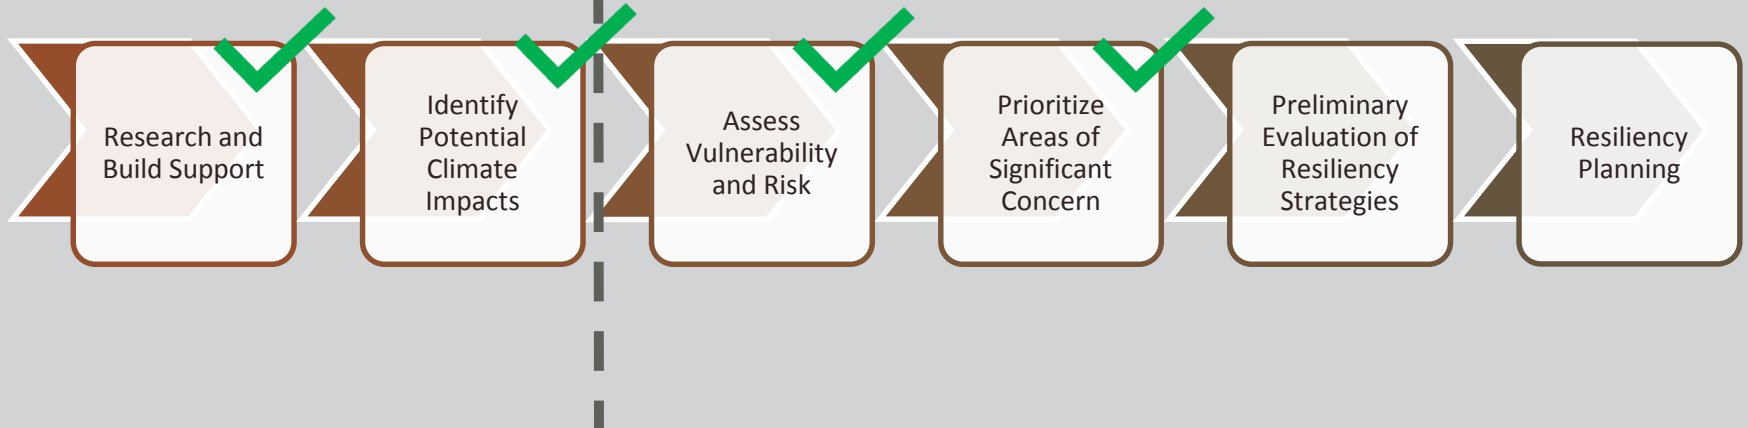 Research and
Build Support
Identify
Potential
Climate
Impacts
Assess
Vulnerability
and Risk
Prioritize
Areas of
Significant
Concern
Preliminary
Evaluation of
Resiliency
Strategies
Resiliency
Planning